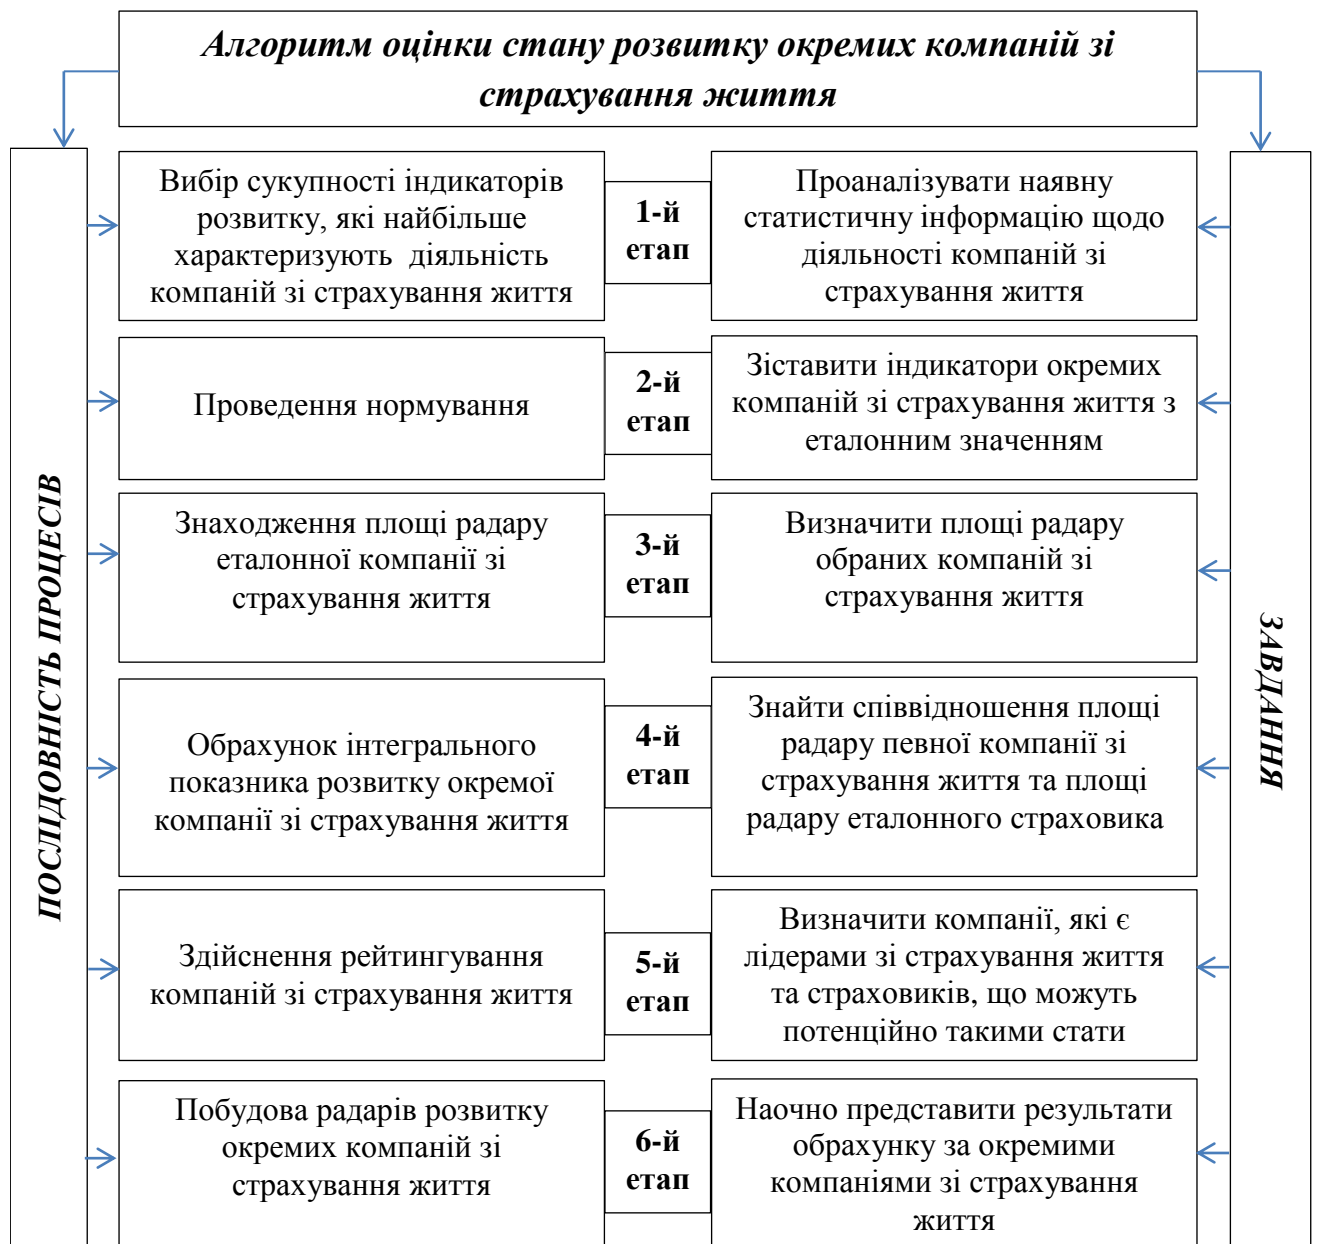 Алгоритм оцінки стану розвитку окремих компаній зі
страхування життя
ПОСЛІДОВНІСТЬ ПРОЦЕСІВ
Вибір сукупності індикаторів
розвитку, які найбільше
характеризують діяльність
компаній зі страхування життя
1-й
етап
Проаналізувати наявну
статистичну інформацію щодо
діяльності компаній зі
страхування життя
Проведення нормування
2-й
етап
Зіставити індикатори окремих
компаній зі страхування життя з
еталонним значенням
Знаходження площі радару
еталонної компанії зі
страхування життя
3-й
етап
Визначити площі радару
обраних компаній зі
страхування життя
Обрахунок інтегрального
показника розвитку окремої
компанії зі страхування життя
4-й
етап
Знайти співвідношення площі
радару певної компанії зі
страхування життя та площі
радару еталонного страховика
Здійснення рейтингування
компаній зі страхування життя
5-й
етап
Визначити компанії, які є
лідерами зі страхування життя
та страховиків, що можуть
потенційно такими стати
Побудова радарів розвитку
окремих компаній зі
страхування життя
6-й
етап
Наочно представити результати
обрахунку за окремими
компаніями зі страхування
життя
ЗАВДАННЯ